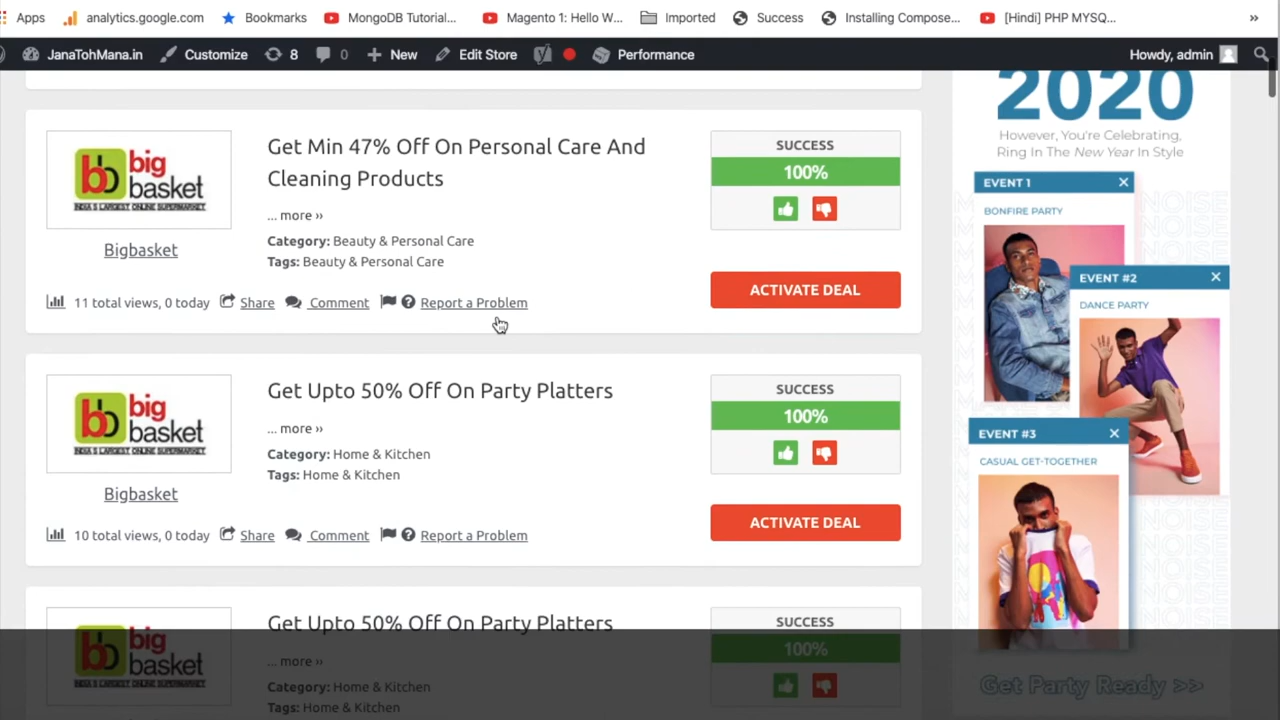 Apps analytics.google.com Bookmarks MongoDB Tutorial... Magento 1: Hello W... Imported Success Installing Compose... [Hindi] PHP MYSQ... »
JanaTohMana.in Customize 8 0 New Edit Store Performance Howdy, admin
2020
However, You're Celebrating,
Ring In The New Year In Style
Get Min 47% Off On Personal Care And
Cleaning Products
... more ››
Category: Beauty & Personal Care
Tags: Beauty & Personal Care
bb big
basket
INDIA'S LARGEST ONLINE SUPERMARKET
Bigbasket
11 total views, 0 today Share Comment Report a Problem
SUCCESS
100%
ACTIVATE DEAL
Get Upto 50% Off On Party Platters
... more ››
Category: Home & Kitchen
Tags: Home & Kitchen
bb big
basket
INDIA'S LARGEST ONLINE SUPERMARKET
Bigbasket
10 total views, 0 today Share Comment Report a Problem
SUCCESS
100%
ACTIVATE DEAL
Get Upto 50% Off On Party Platters
... more ››
Category: Home & Kitchen
Tags: Home & Kitchen
bb big
basket
INDIA'S LARGEST ONLINE SUPERMARKET
SUCCESS
100%
EVENT 1
BONFIRE PARTY
EVENT #2
DANCE PARTY
EVENT #3
CASUAL GET-TOGETHER
Get Party Ready >>